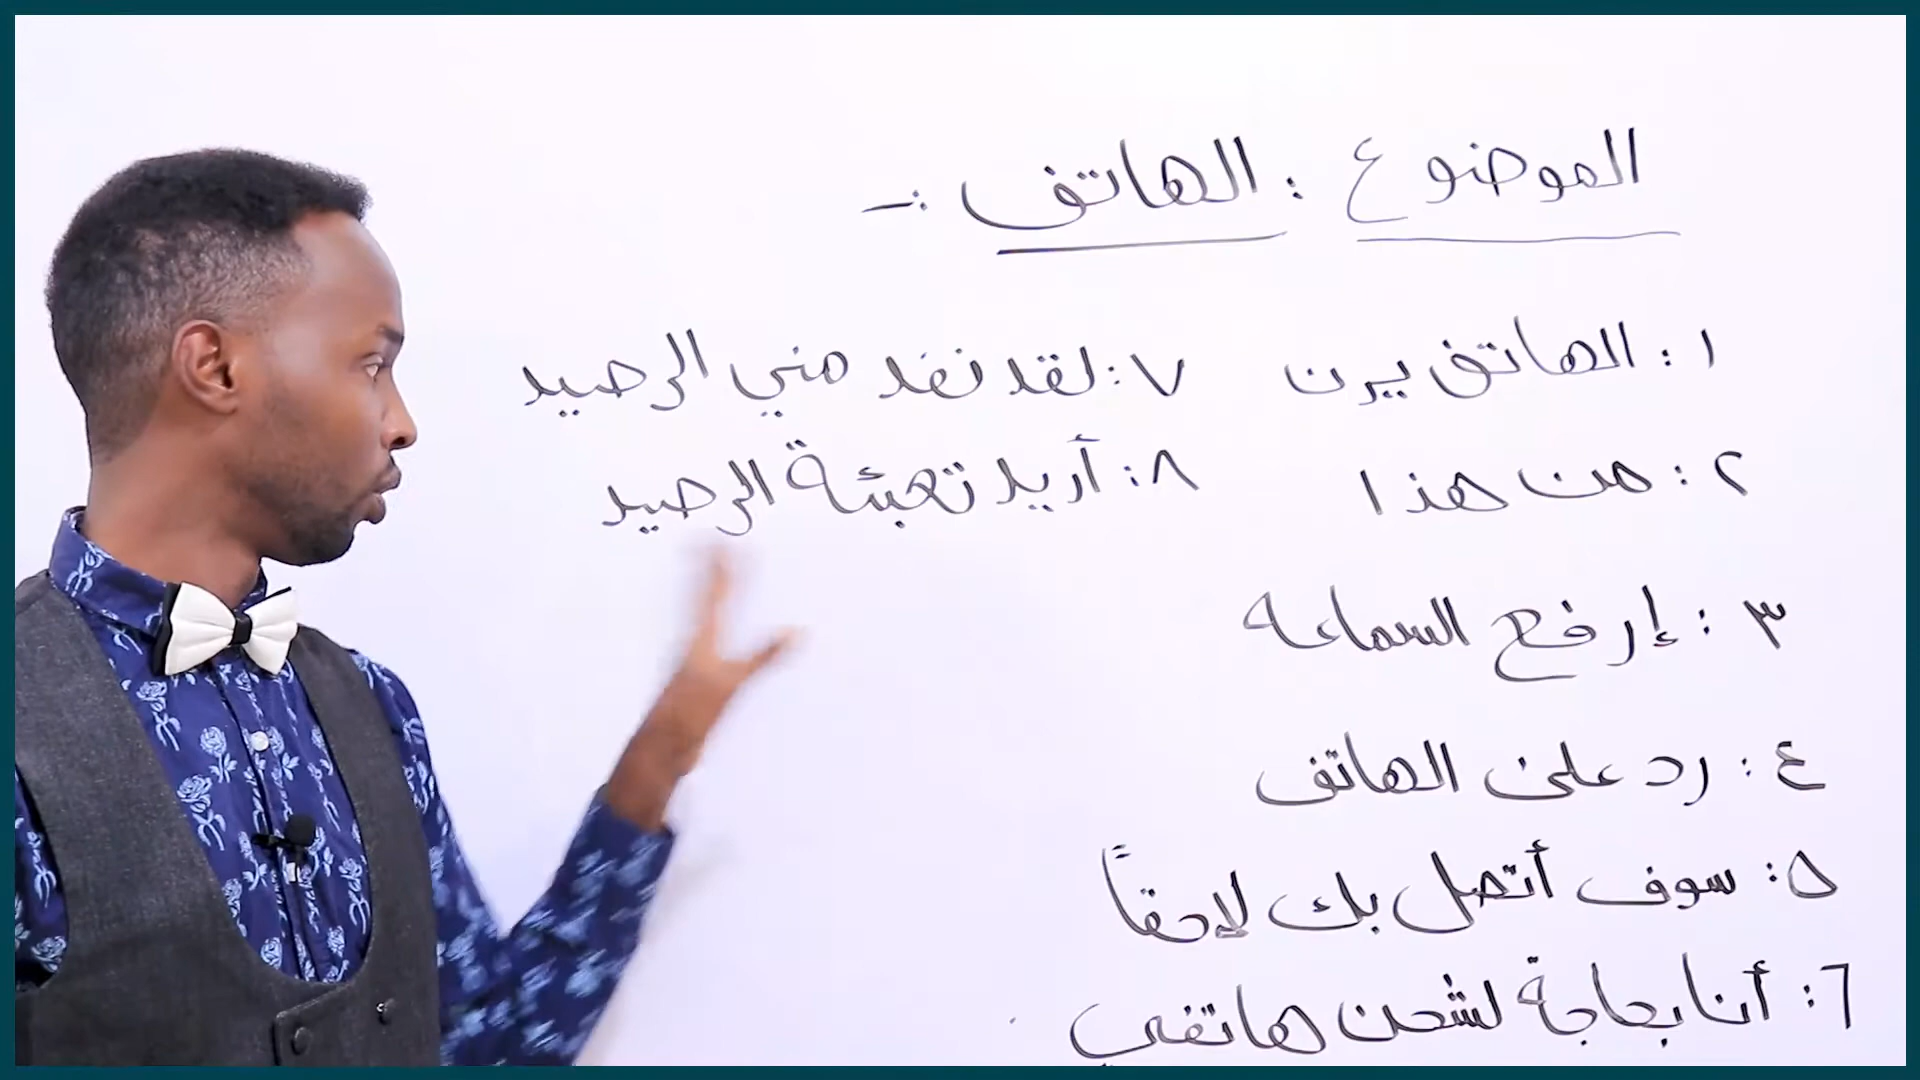 الموضوع : الهاتف :-
١ : الهاتف يرن
٢ : من هذا
٣ : إرفع السماعه
٤ : رد على الهاتف
٥ : سوف أتصل بك لاحقاً
٦ : أنا بحاجة لشحن هاتفي
٧ : لقد نفد مني الرصيد
٨ : أريد تعبئة الرصيد